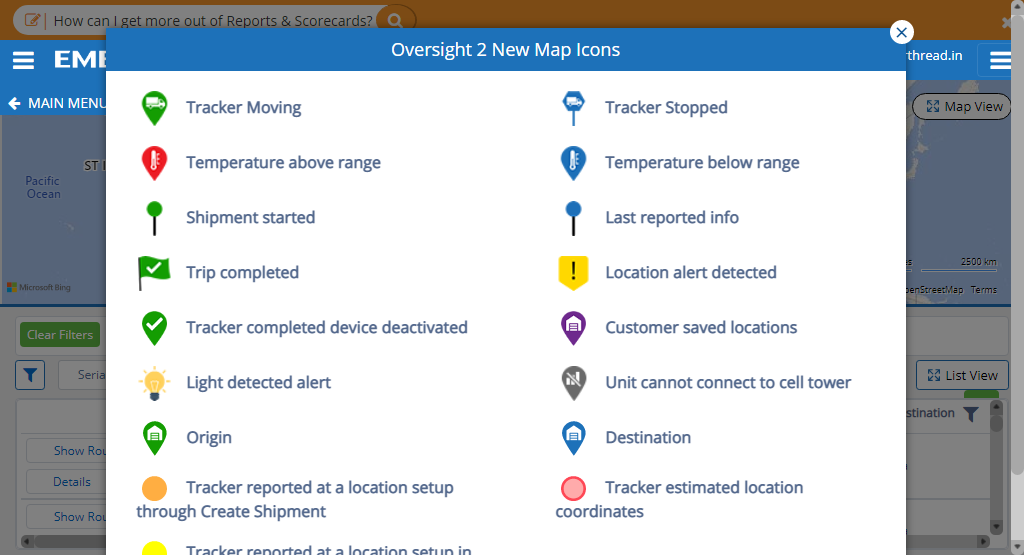 How can I get more out of Reports & Scorecards?
Oversight 2 New Map Icons
EME
rthread.in
MAIN MENU
Map View
Tracker Moving
Tracker Stopped
ST
Pacific
Ocean
Temperature above range
Temperature below range
Shipment started
Last reported info
2500 km
Trip completed
Location alert detected
Microsoft Bing
penStreetMap Terms
Clear Filters
Tracker completed device deactivated
Customer saved locations
Seria
Light detected alert
Unit cannot connect to cell tower
List View
stination
Show Rou
Origin
Destination
Details
Tracker reported at a location setup
through Create Shipment
Tracker estimated location
coordinates
Show Rou
Tracker reported at a location setup in